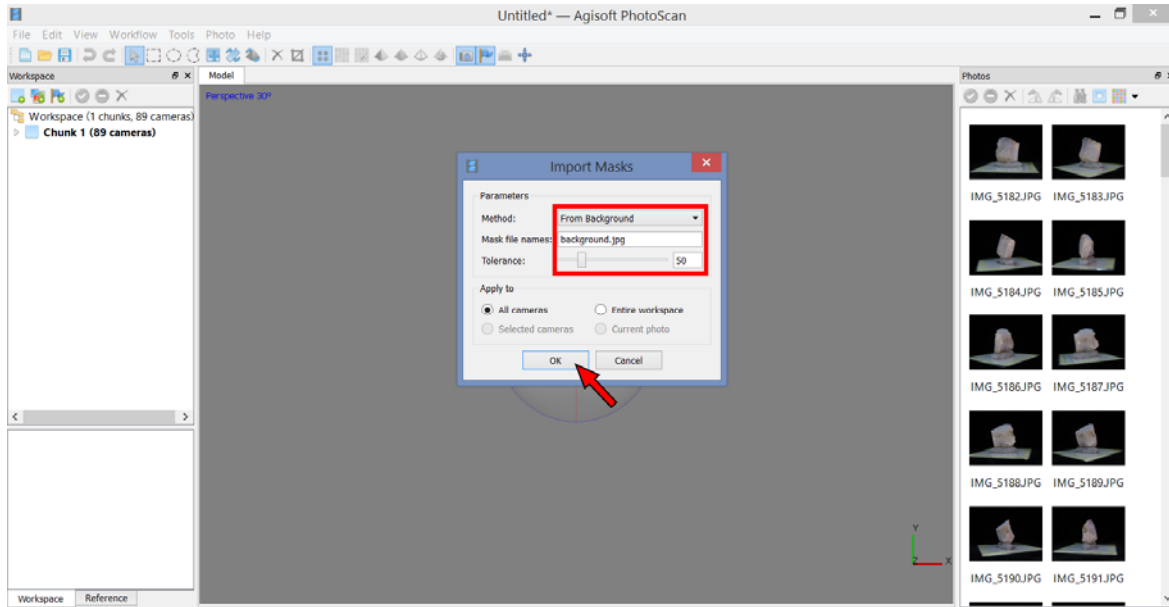 Untitled* — Agisoft PhotoScan
File Edit View Workflow Tools Photo Help
Workspace
Model
Photos
Workspace (1 chunks, 89 cameras)
Chunk 1 (89 cameras)
Perspective 30°
Import Masks
Parameters
Method: From Background
Mask file names: background.jpg
Tolerance: 50
Apply to
All cameras Entire workspace
Selected cameras Current photo
OK Cancel
IMG_5182.JPG IMG_5183.JPG
IMG_5184.JPG IMG_5185.JPG
IMG_5186.JPG IMG_5187.JPG
IMG_5188.JPG IMG_5189.JPG
IMG_5190.JPG IMG_5191.JPG
Y
Z X
Workspace Reference